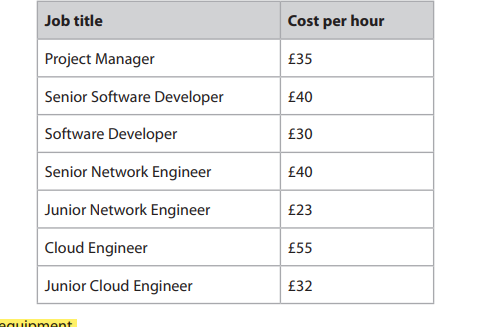 Job title Cost per hour
Project Manager £35
Senior Software Developer £40
Software Developer £30
Senior Network Engineer £40
Junior Network Engineer £23
Cloud Engineer £55
Junior Cloud Engineer £32
equipment